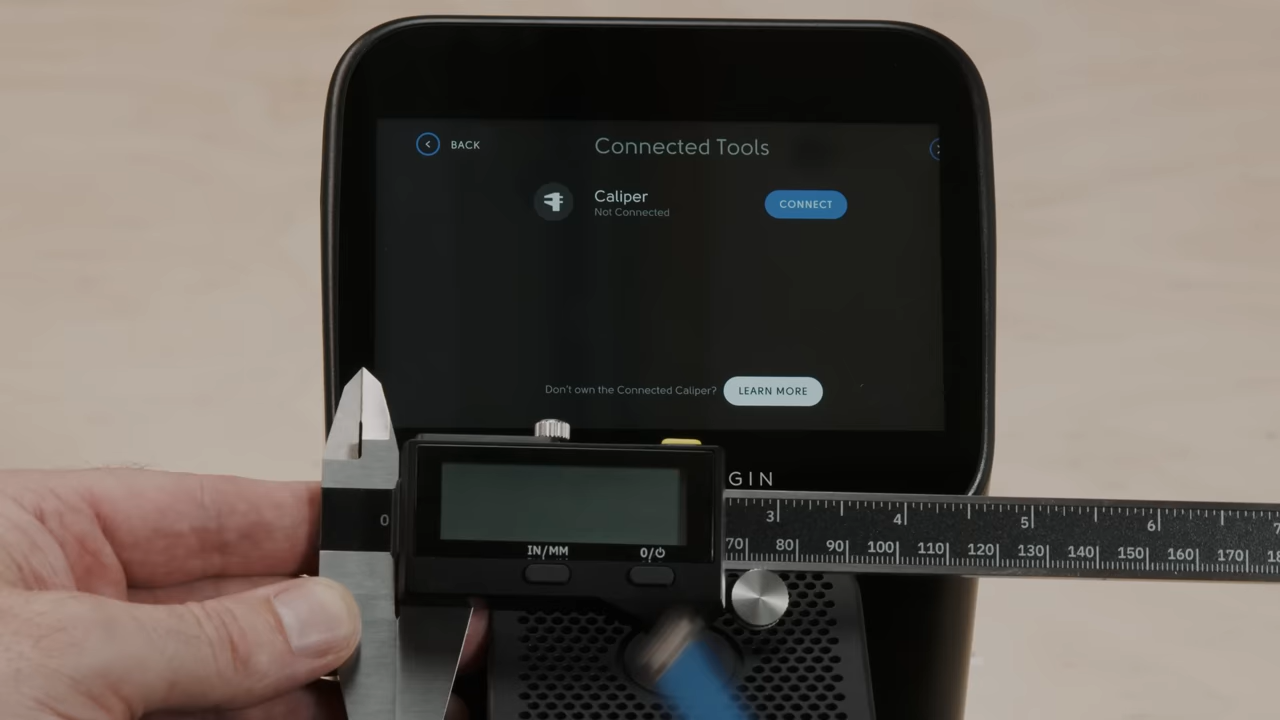 BACK
Connected Tools
Caliper
Not Connected
CONNECT
Don't own the Connected Caliper?
LEARN MORE
GIN
0
3 4 5 6 7
70 80 90 100 110 120 130 140 150 160 170
IN/MM
0/⏻